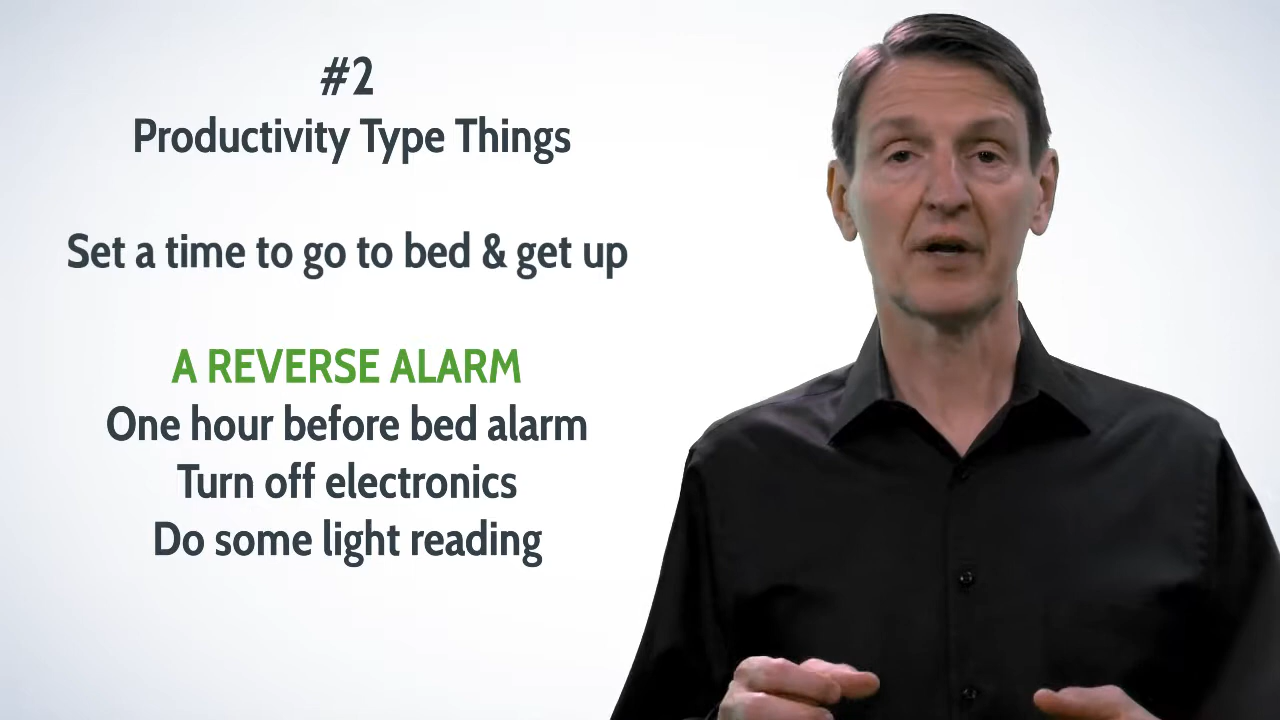 #2
Productivity Type Things
Set a time to go to bed & get up
A REVERSE ALARM
One hour before bed alarm
Turn off electronics
Do some light reading